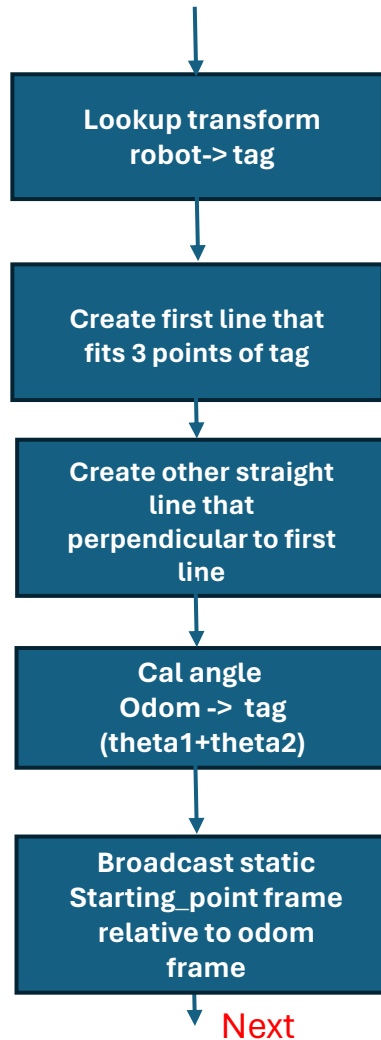 Lookup transform
robot-> tag
Create first line that
fits 3 points of tag
Create other straight
line that
perpendicular to first
line
Cal angle
Odom -> tag
(theta1+theta2)
Broadcast static
Starting_point frame
relative to odom
frame
Next